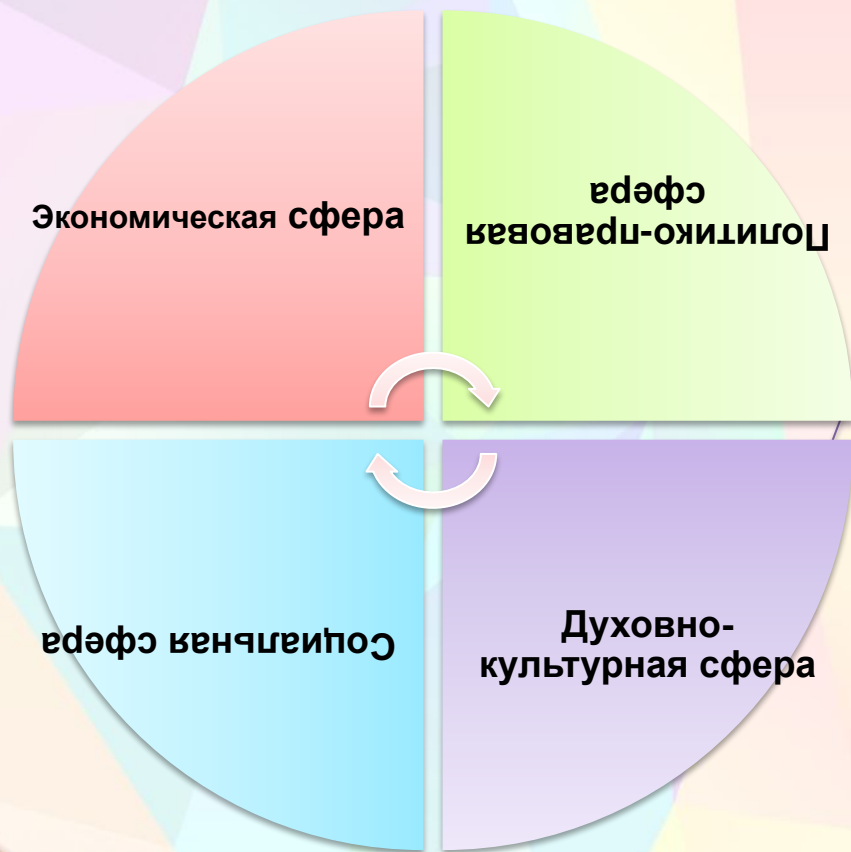 Экономическая сфера
Политико-правовая
сфера
Социальная сфера
Духовно-
культурная сфера